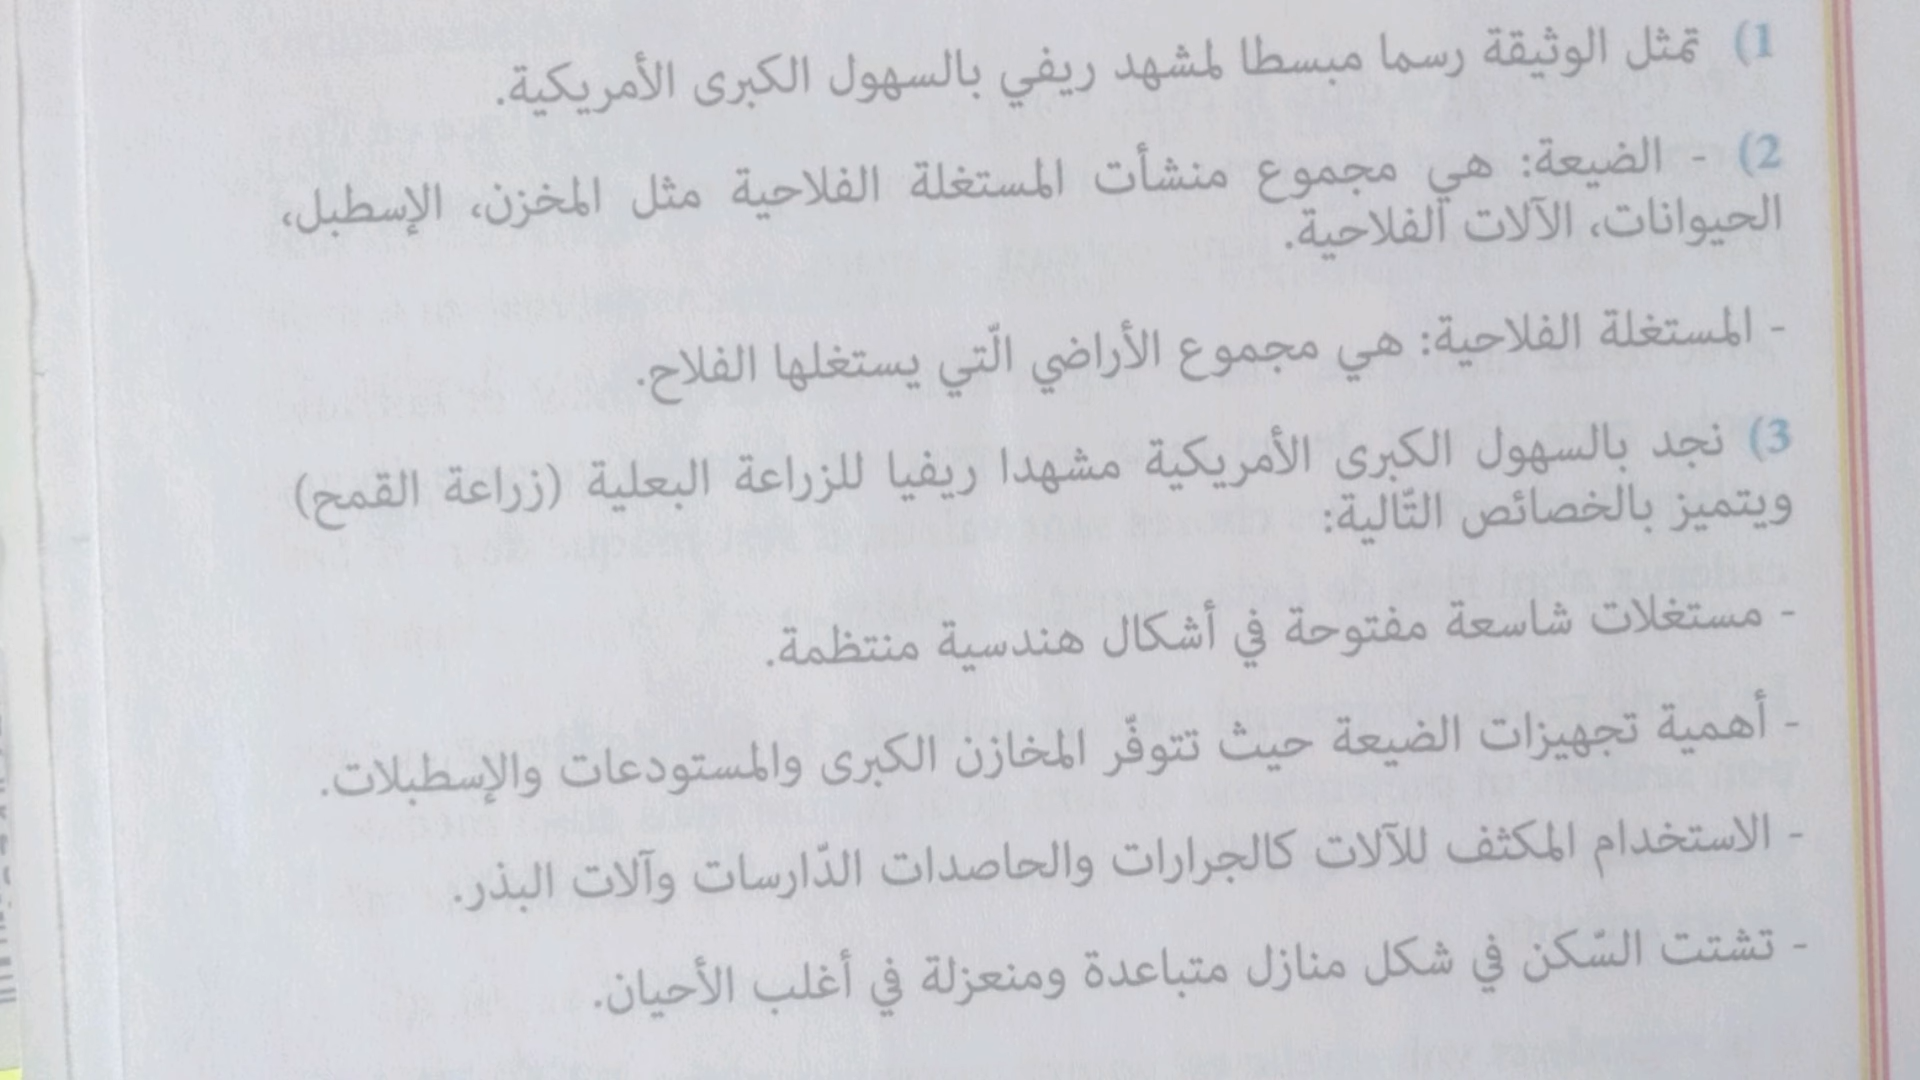 1) تمثل الوثيقة رسما مبسطا لمشهد ريفي بالسهول الكبرى الأمريكية.
2) - الضيعة: هي مجموع منشأت المستغلة الفلاحية مثل المخزن، الإسطبل،
الحيوانات، الآلات الفلاحية.
- المستغلة الفلاحية: هي مجموع الأراضي الّتي يستغلها الفلاح.
3) نجد بالسهول الكبرى الأمريكية مشهدا ريفيا للزراعة البعلية (زراعة القمح)
ويتميز بالخصائص التّالية:
- مستغلات شاسعة مفتوحة في أشكال هندسية منتظمة.
- أهمية تجهيزات الضيعة حيث تتوفّر المخازن الكبرى والمستودعات والإسطبلات.
- الاستخدام المكثف للآلات كالجرارات والحاصدات الدّارسات وآلات البذر.
- تشتت السّكن في شكل منازل متباعدة ومنعزلة في أغلب الأحيان.